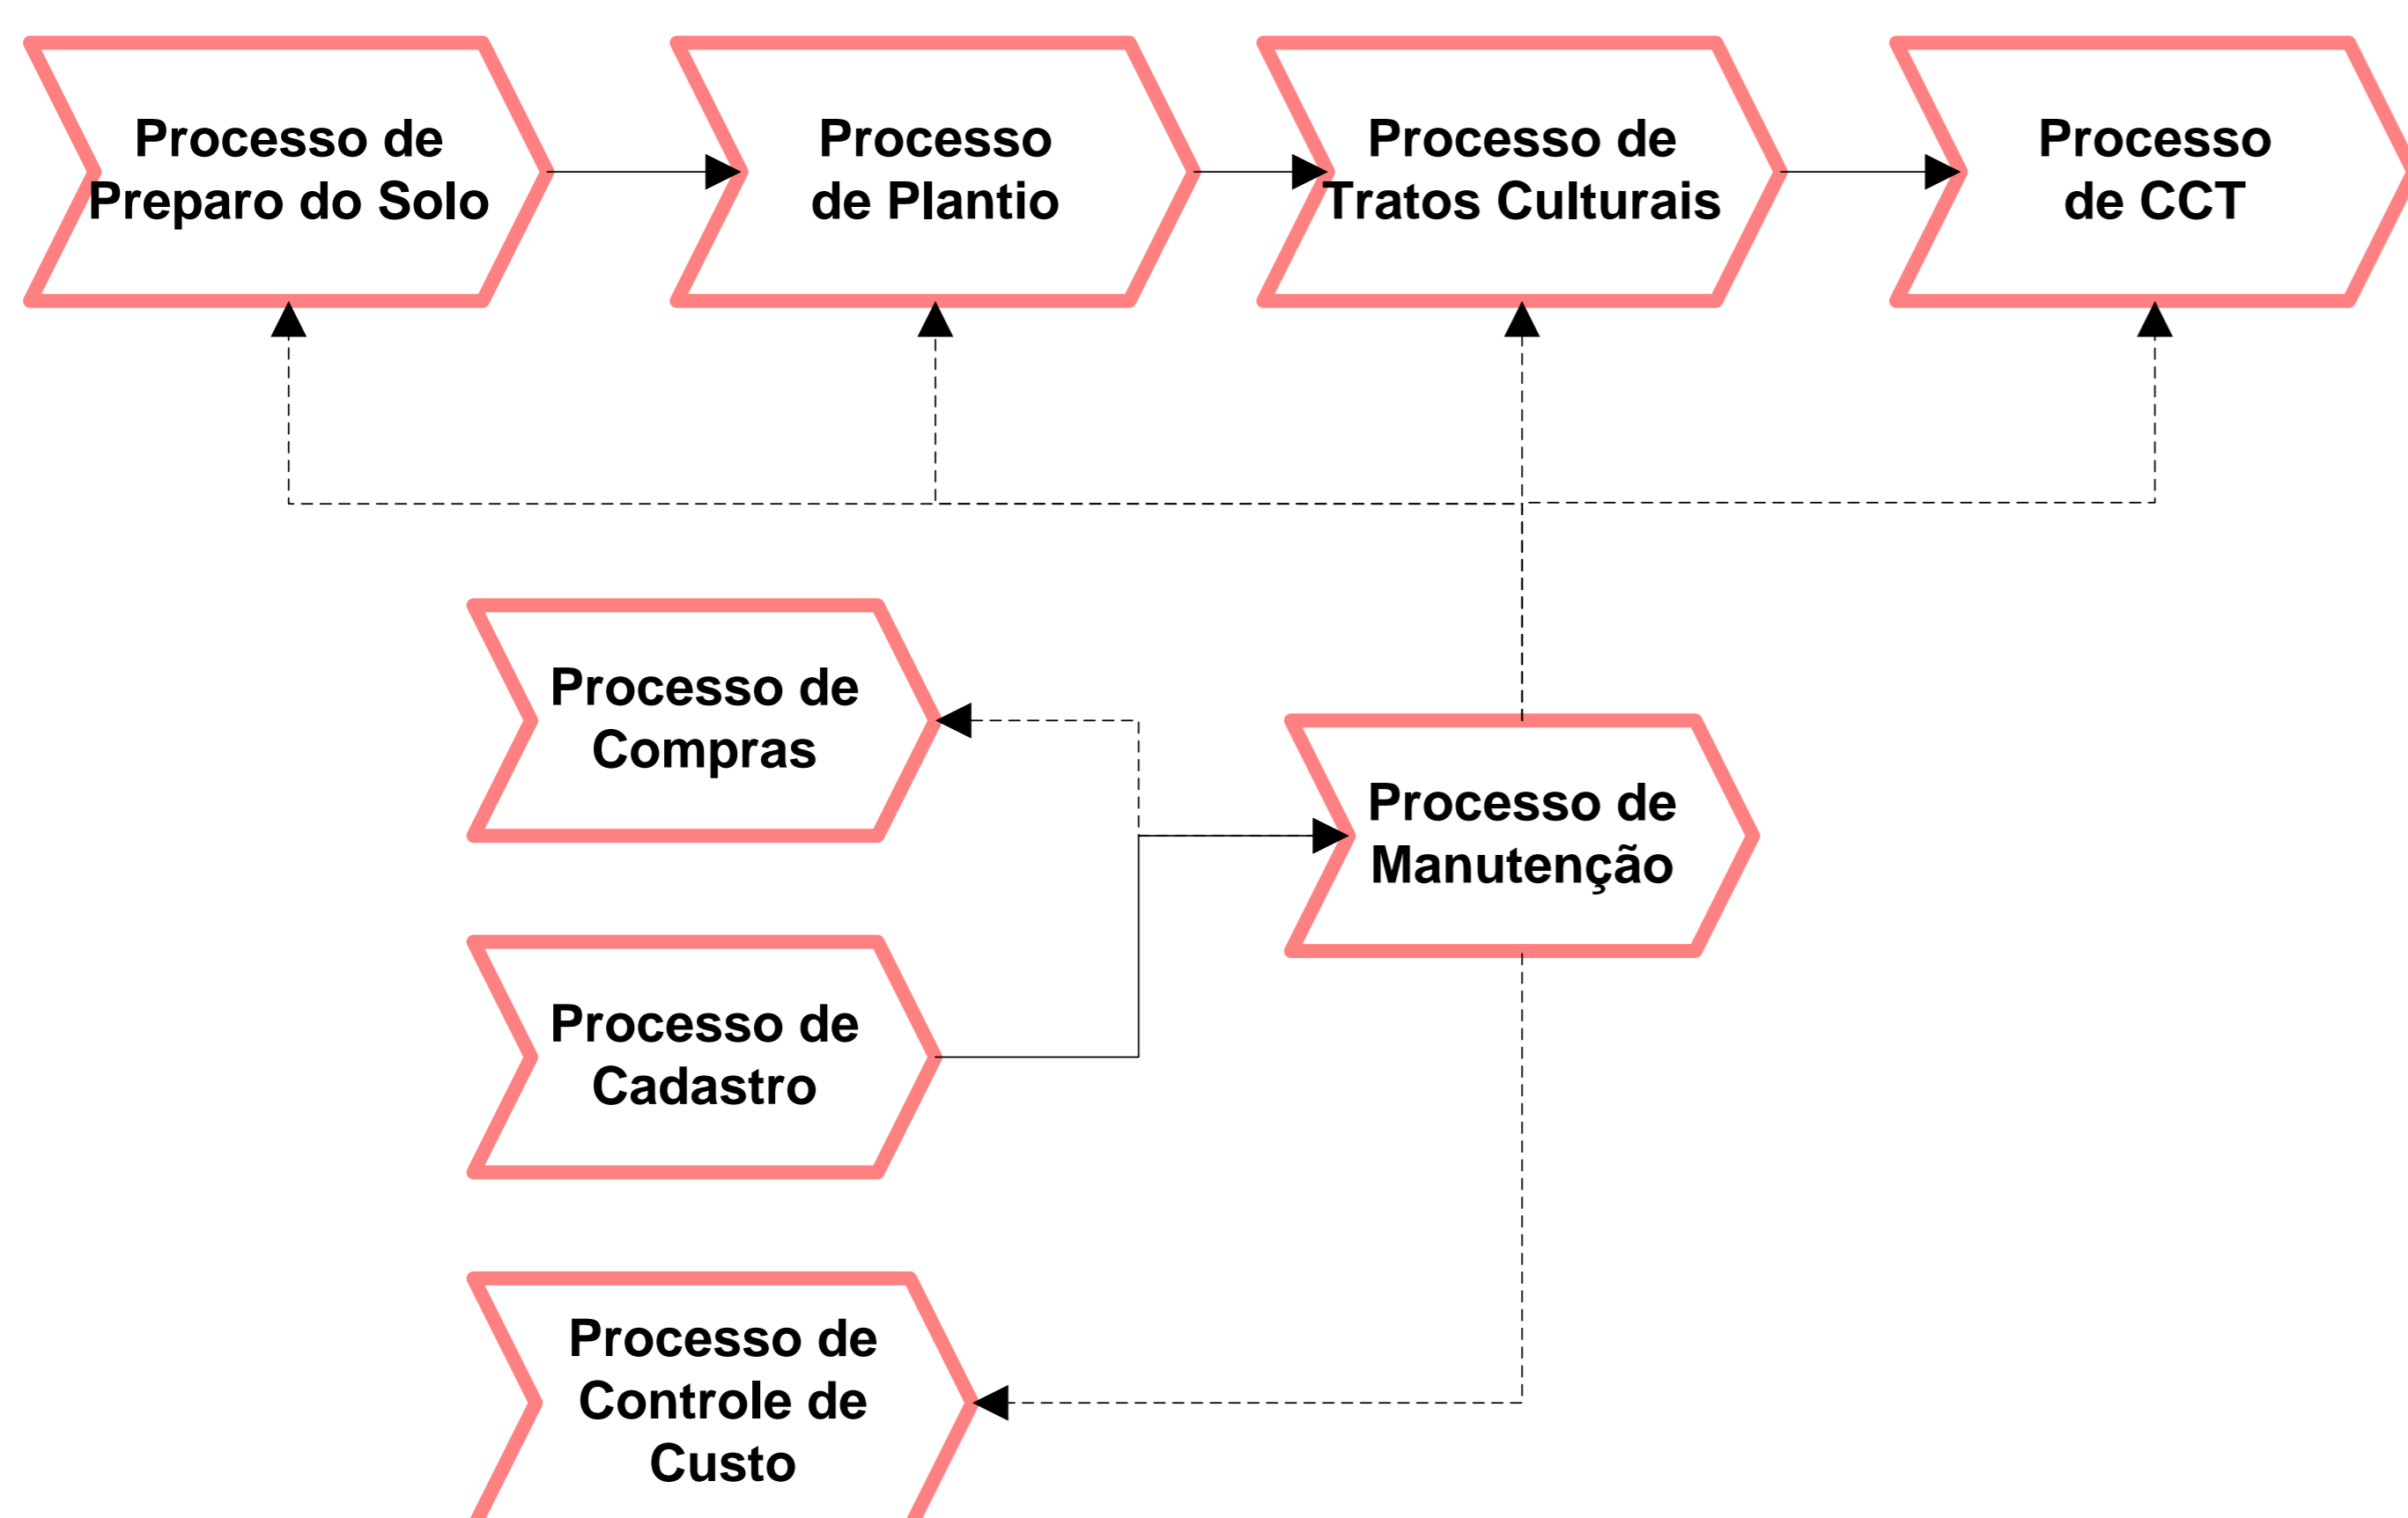 Processo de
Preparo do Solo
Processo
de Plantio
Processo de
Tratos Culturais
Processo
de CCT
Processo de
Compras
Processo de
Manutenção
Processo de
Cadastro
Processo de
Controle de
Custo